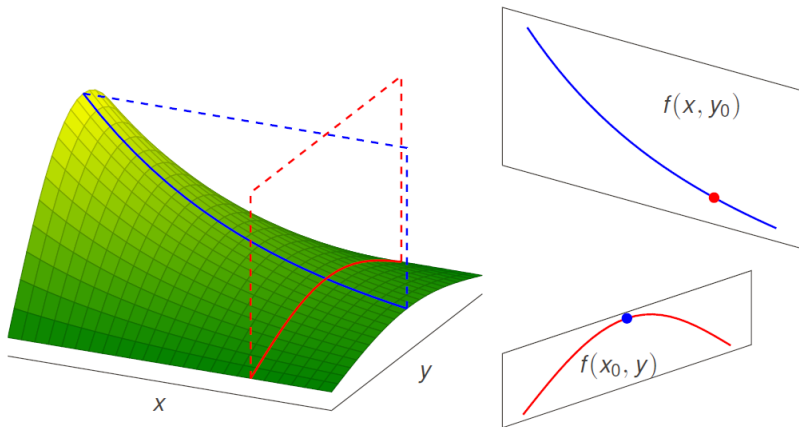 x
y
f(x, y₀)
f(x₀, y)